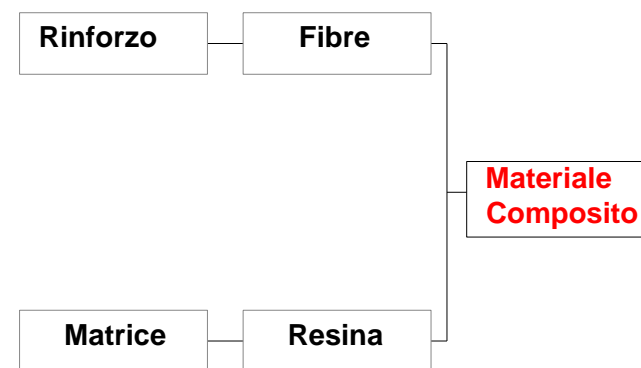 Rinforzo
Fibre
Materiale
Composito
Matrice
Resina